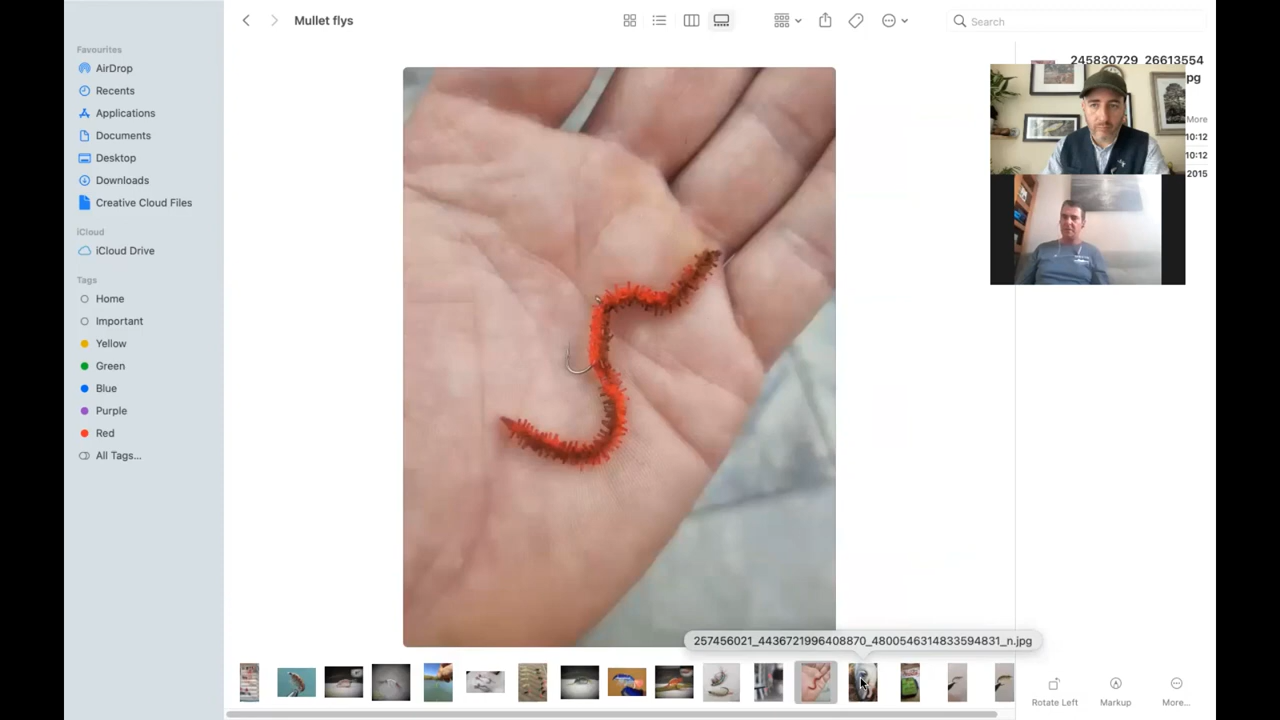 Mullet flys
Search
Favourites
AirDrop
Recents
Applications
Documents
Desktop
Downloads
Creative Cloud Files
iCloud
iCloud Drive
Tags
Home
Important
Yellow
Green
Blue
Purple
Red
All Tags...
245830729_26613554
pg
More
10:12
10:12
2015
257456021_4436721996408870_4800546314833594831_n.jpg
Rotate Left
Markup
More...